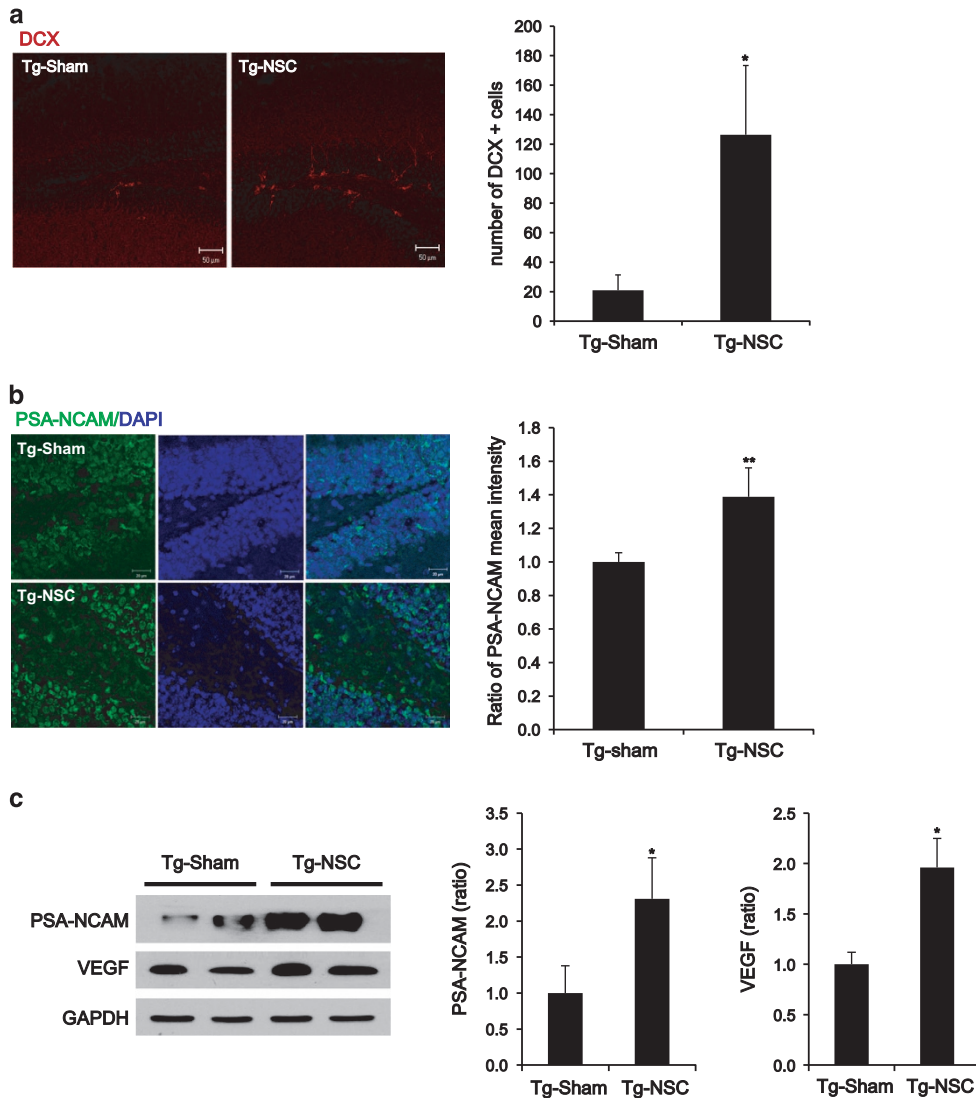 a
DCX
Tg-Sham
Tg-NSC
50 µm
50 µm
number of DCX + cells
200
180
160
140
120
100
80
60
40
20
0
*
Tg-Sham
Tg-NSC
b
PSA-NCAM/DAPI
Tg-Sham
Tg-NSC
Ratio of PSA-NCAM mean intensity
1.8
1.6
1.4
1.2
1.0
0.8
0.6
0.4
0.2
0.0
**
Tg-sham
Tg-NSC
c
Tg-Sham
Tg-NSC
PSA-NCAM
VEGF
GAPDH
PSA-NCAM (ratio)
3.5
3.0
2.5
2.0
1.5
1.0
0.5
0.0
*
Tg-Sham
Tg-NSC
VEGF (ratio)
2.5
2.0
1.5
1.0
0.5
0.0
*
Tg-Sham
Tg-NSC